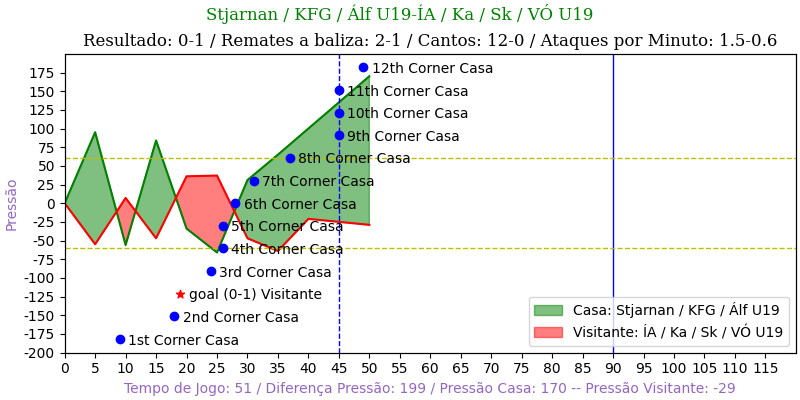 Stjarnan / KFG / Álf U19-ÍA / Ka / Sk / VÓ U19
Resultado: 0-1 / Remates a baliza: 2-1 / Cantos: 12-0 / Ataques por Minuto: 1.5-0.6
Pressão
175
150
125
100
75
50
25
0
-25
-50
-75
-100
-125
-150
-175
-200
12th Corner Casa
11th Corner Casa
10th Corner Casa
9th Corner Casa
8th Corner Casa
7th Corner Casa
6th Corner Casa
5th Corner Casa
4th Corner Casa
3rd Corner Casa
goal (0-1) Visitante
2nd Corner Casa
1st Corner Casa
Casa: Stjarnan / KFG / Álf U19
Visitante: ÍA / Ka / Sk / VÓ U19
0 5 10 15 20 25 30 35 40 45 50 55 60 65 70 75 80 85 90 95 100 105 110 115
Tempo de Jogo: 51 / Diferença Pressão: 199 / Pressão Casa: 170 -- Pressão Visitante: -29